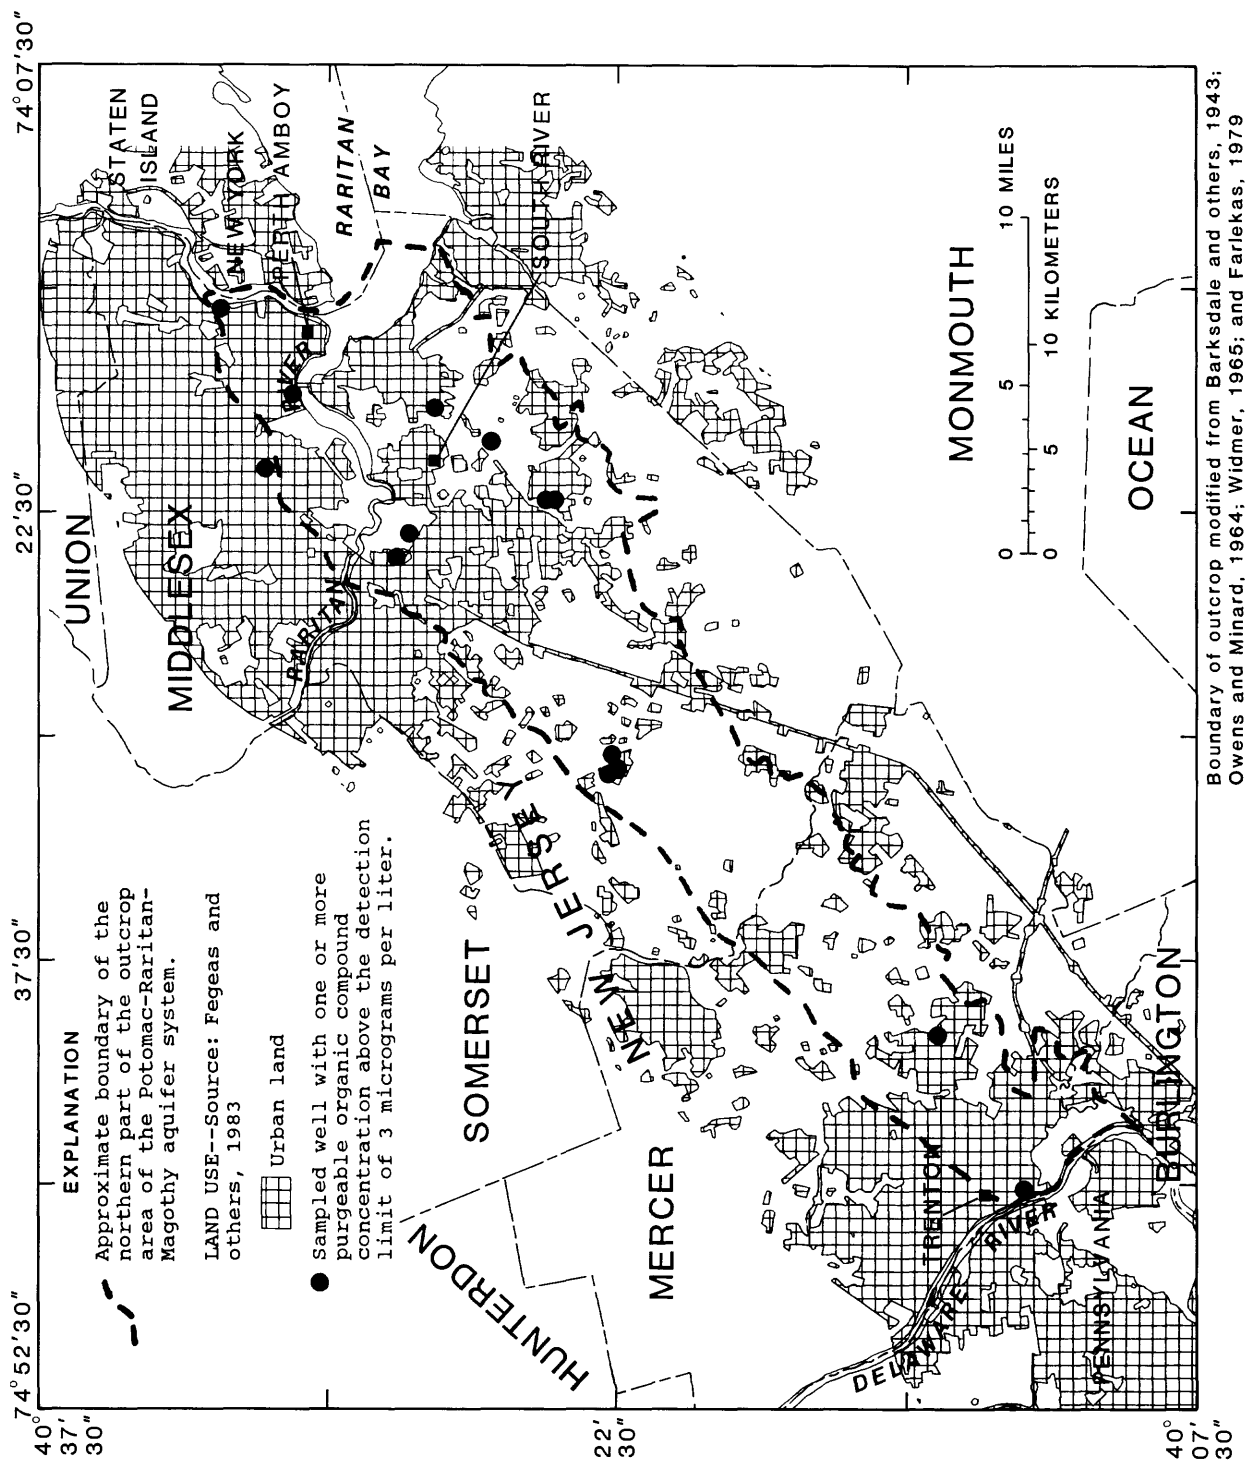 EXPLANATION
Approximate boundary of the
northern part of the outcrop
area of the Potomac-Raritan-
Magothy aquifer system.
LAND USE--Source: Fegeas and
others, 1983
Urban land
Sampled well with one or more
purgeable organic compound
concentration above the detection
limit of 3 micrograms per liter.
74°52'30"
37'30"
22'30"
74°07'30"
40°
37'
30"
22'
30"
40°
07'
30"
UNION
MIDDLESEX
STATEN
ISLAND
NEW YORK
PERTH AMBOY
RARITAN
BAY
RARITAN
RIVER
SOUTH RIVER
SOMERSET
NEW JERSEY
HUNTERDON
MERCER
MONMOUTH
OCEAN
TRENTON
DELAWARE
RIVER
PENNSYLVANIA
BURLINGTON
0 5 10 MILES
0 5 10 KILOMETERS
Boundary of outcrop modified from Barksdale and others, 1943;
Owens and Minard, 1964; Widmer, 1965; and Farlekas, 1979